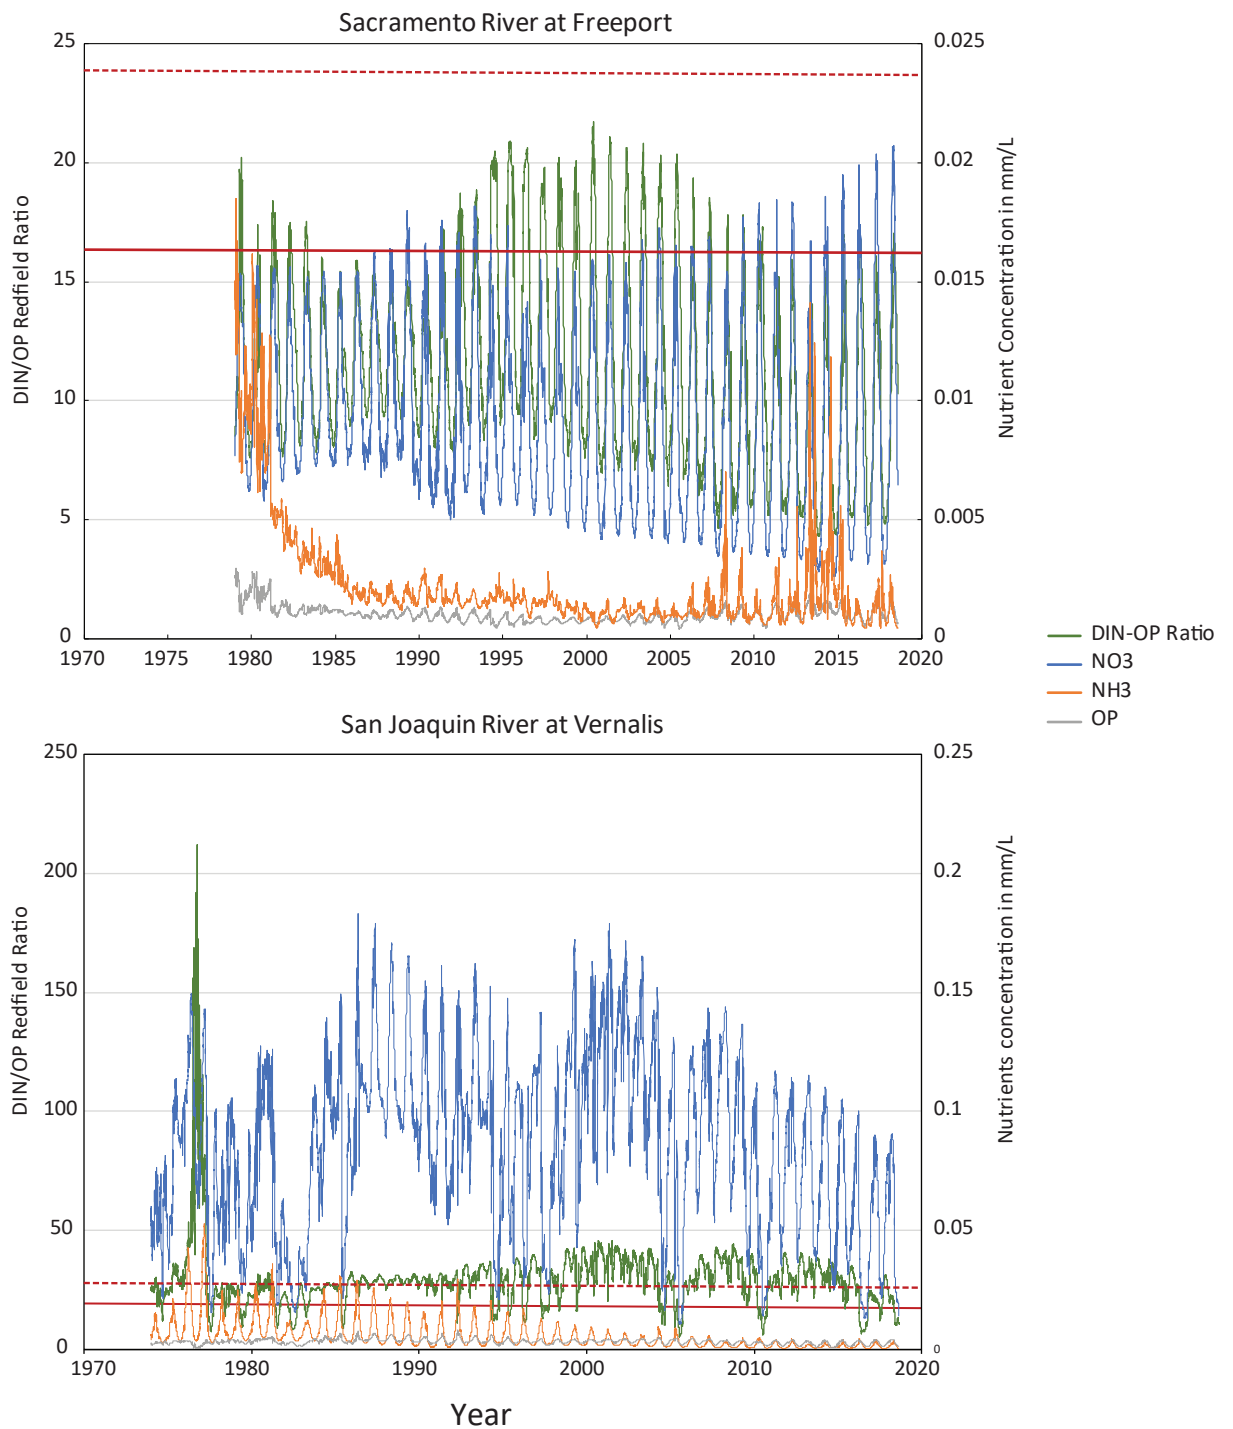 Sacramento River at Freeport
25
20
15
10
5
0
DIN/OP Redfield Ratio
0.025
0.02
0.015
0.01
0.005
0
Nutrient Concentration in mm/L
1970 1975 1980 1985 1990 1995 2000 2005 2010 2015 2020
DIN-OP Ratio
NO3
NH3
OP
San Joaquin River at Vernalis
250
200
150
100
50
0
DIN/OP Redfield Ratio
0.25
0.2
0.15
0.1
0.05
0
Nutrients concentration in mm/L
1970 1980 1990 2000 2010 2020
Year